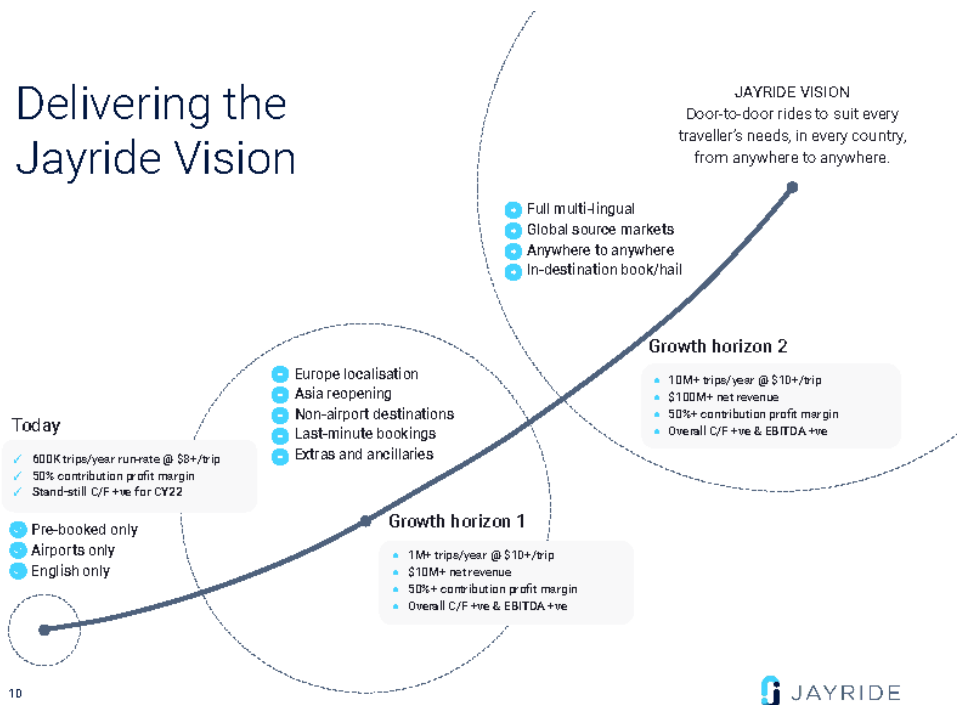 Delivering the
Jayride Vision
JAYRIDE VISION
Door-to-door rides to suit every
traveller's needs, in every country,
from anywhere to anywhere.
Full multi-lingual
Global source markets
Anywhere to anywhere
In-destination book/hail
Growth horizon 2
10M+ trips/year @ $10+/trip
$100M+ net revenue
50%+ contribution profit margin
Overall C/F +ve & EBITDA +ve
Europe localisation
Asia reopening
Non-airport destinations
Last-minute bookings
Extras and ancillaries
Today
600K trips/year run-rate @ $8+/trip
50% contribution profit margin
Stand-still C/F +ve for CY22
Pre-booked only
Airports only
English only
Growth horizon 1
1M+ trips/year @ $10+/trip
$10M+ net revenue
50%+ contribution profit margin
Overall C/F +ve & EBITDA +ve
10
JAYRIDE